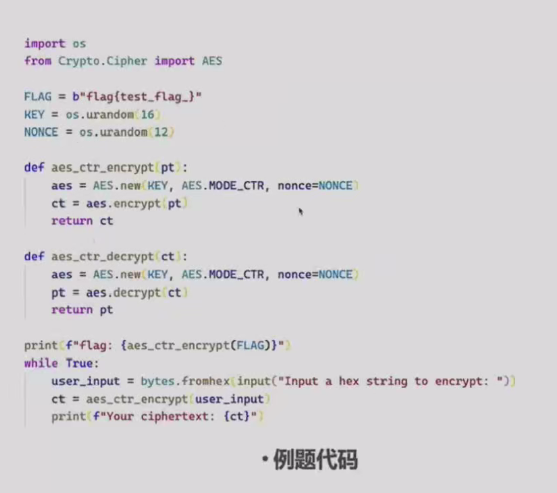 import os
from Crypto.Cipher import AES
FLAG = b"flag{test_flag_}"
KEY = os.urandom(16)
NONCE = os.urandom(12)
def aes_ctr_encrypt(pt):
aes = AES.new(KEY, AES.MODE_CTR, nonce=NONCE)
ct = aes.encrypt(pt)
return ct
def aes_ctr_decrypt(ct):
aes = AES.new(KEY, AES.MODE_CTR, nonce=NONCE)
pt = aes.decrypt(ct)
return pt
print(f"flag: {aes_ctr_encrypt(FLAG)}")
while True:
user_input = bytes.fromhex(input("Input a hex string to encrypt: "))
ct = aes_ctr_encrypt(user_input)
print(f"Your ciphertext: {ct}")
• 例题代码